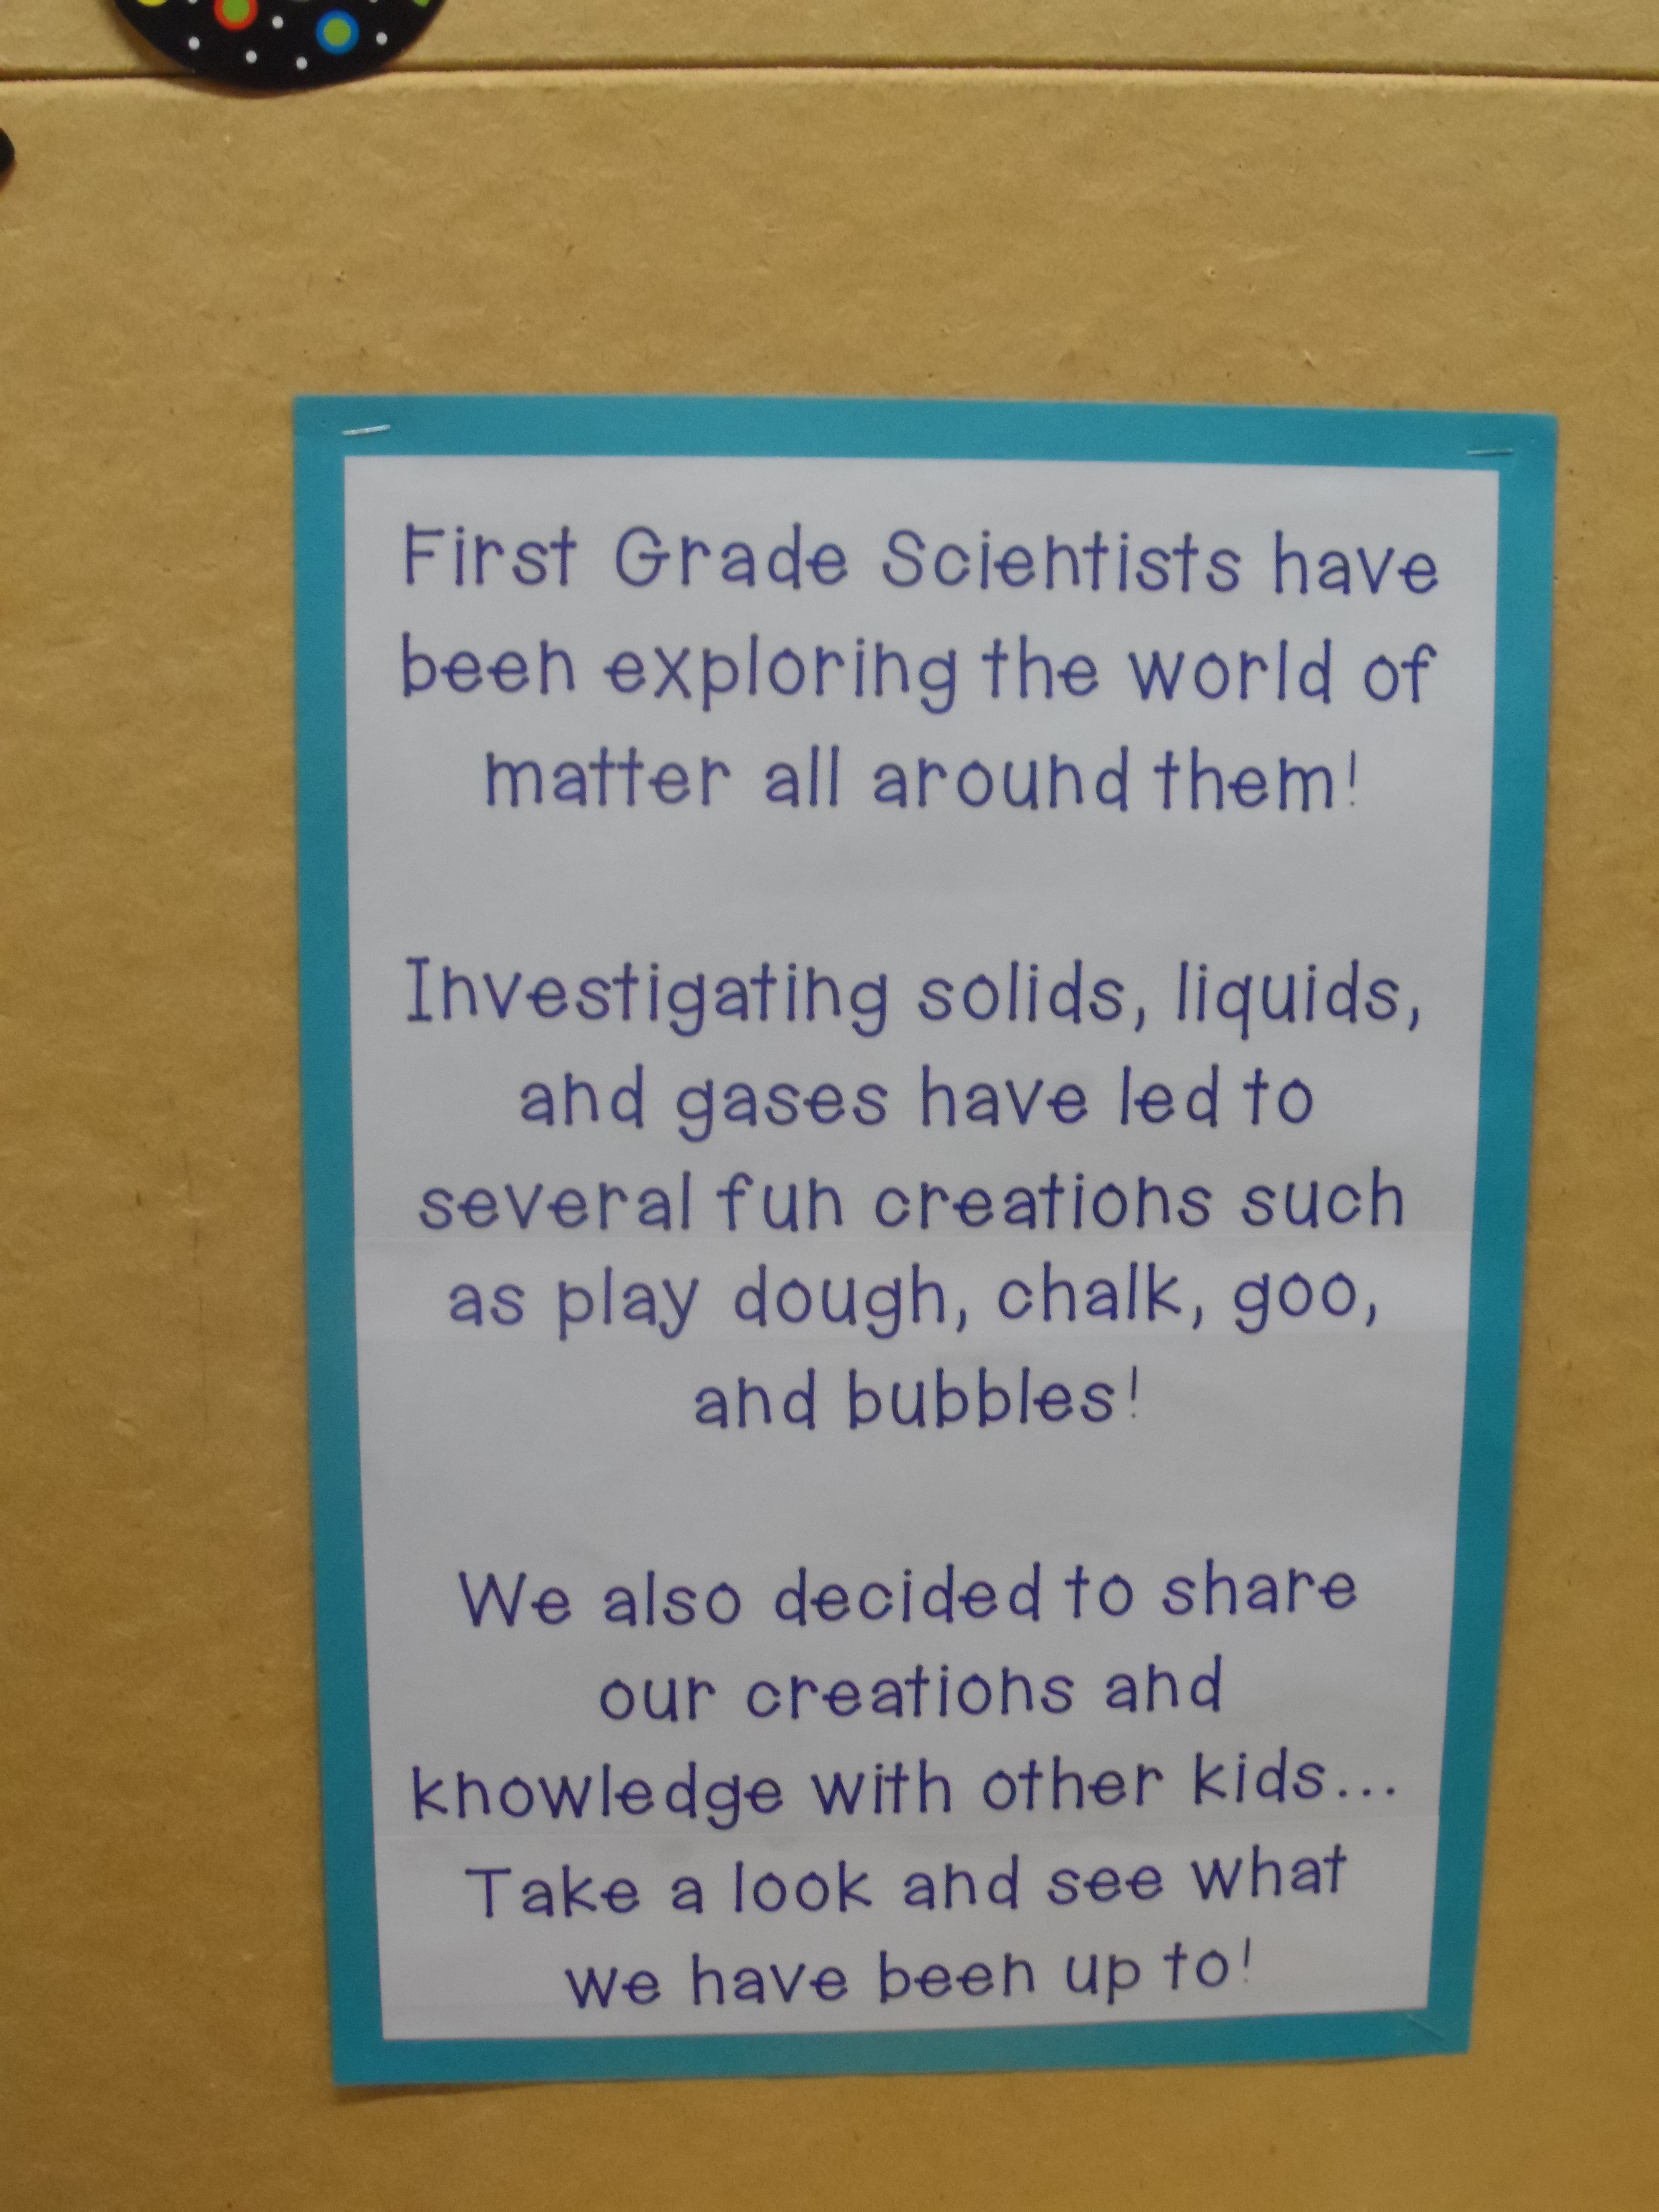 First Grade Scientists have
been exploring the world of
matter all around them!
Investigating solids, liquids,
and gases have led to
several fun creations such
as play dough, chalk, goo,
and bubbles!
We also decided to share
our creations and
knowledge with other kids...
Take a look and see what
we have been up to!